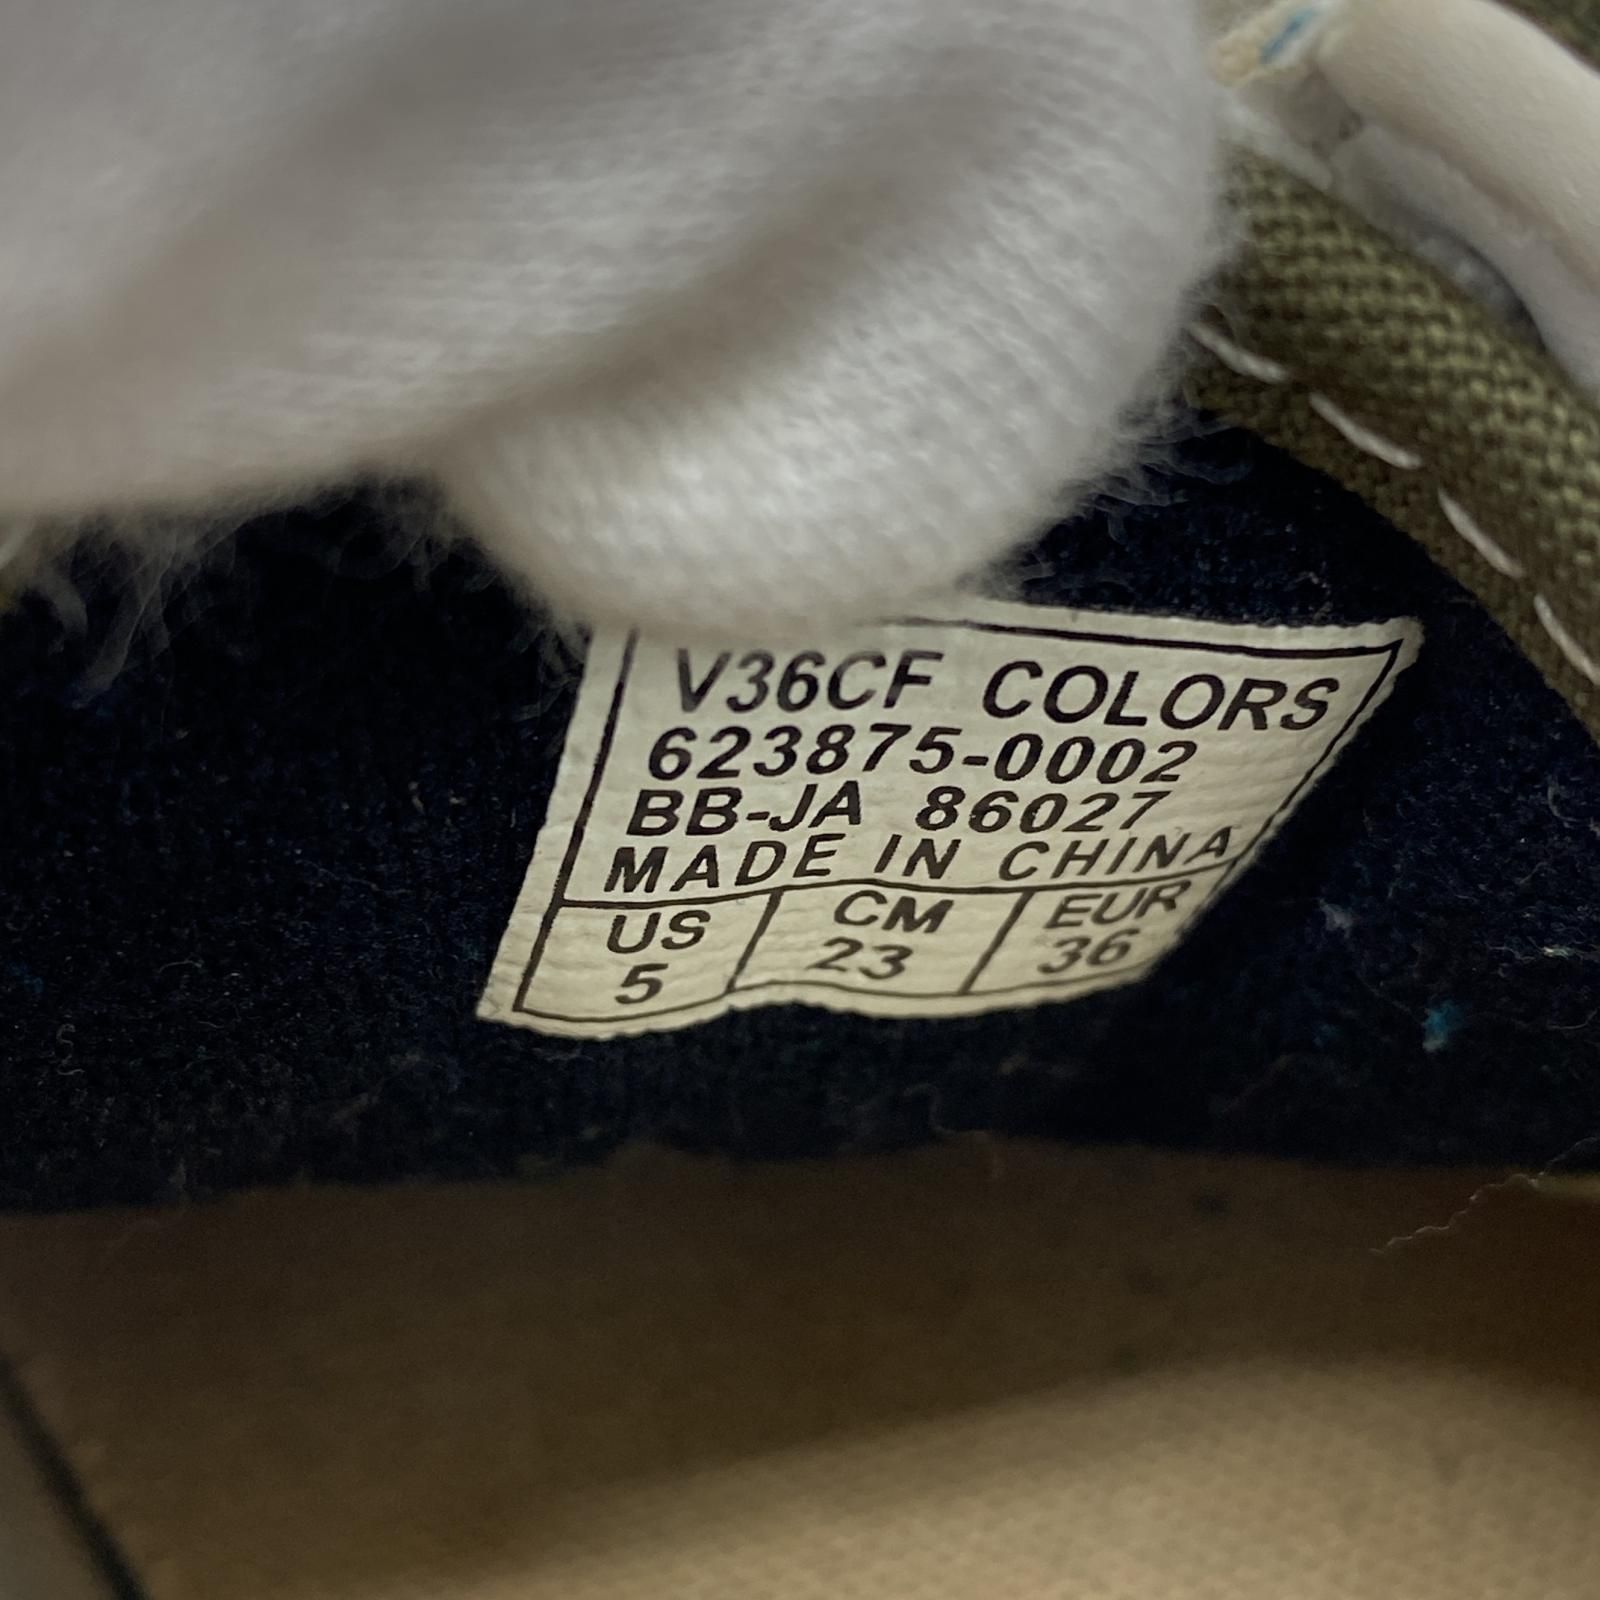 V36CF COLORS
623875-0002
BB-JA 86027
MADE IN CHINA
US CM EUR
5 23 36